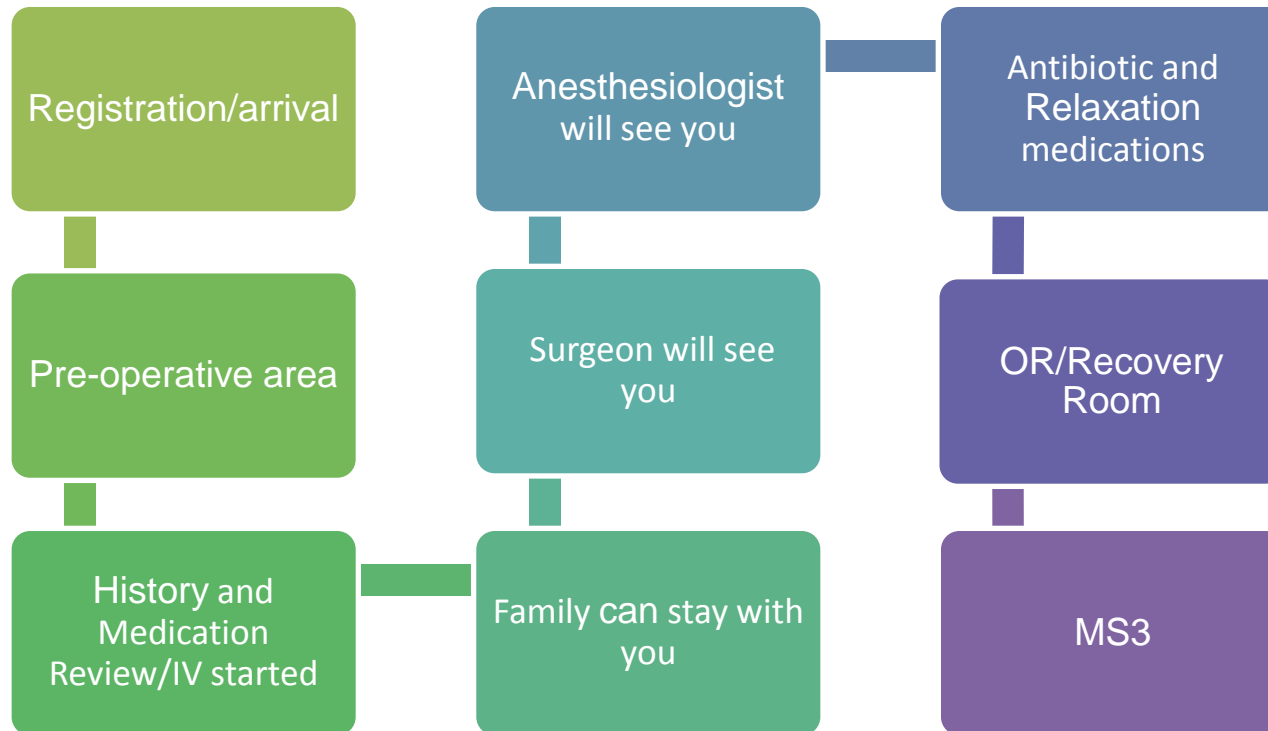 Registration/arrival
Pre-operative area
History and
Medication
Review/IV started
Family can stay with
you
Surgeon will see
you
Anesthesiologist
will see you
Antibiotic and
Relaxation
medications
OR/Recovery
Room
MS3